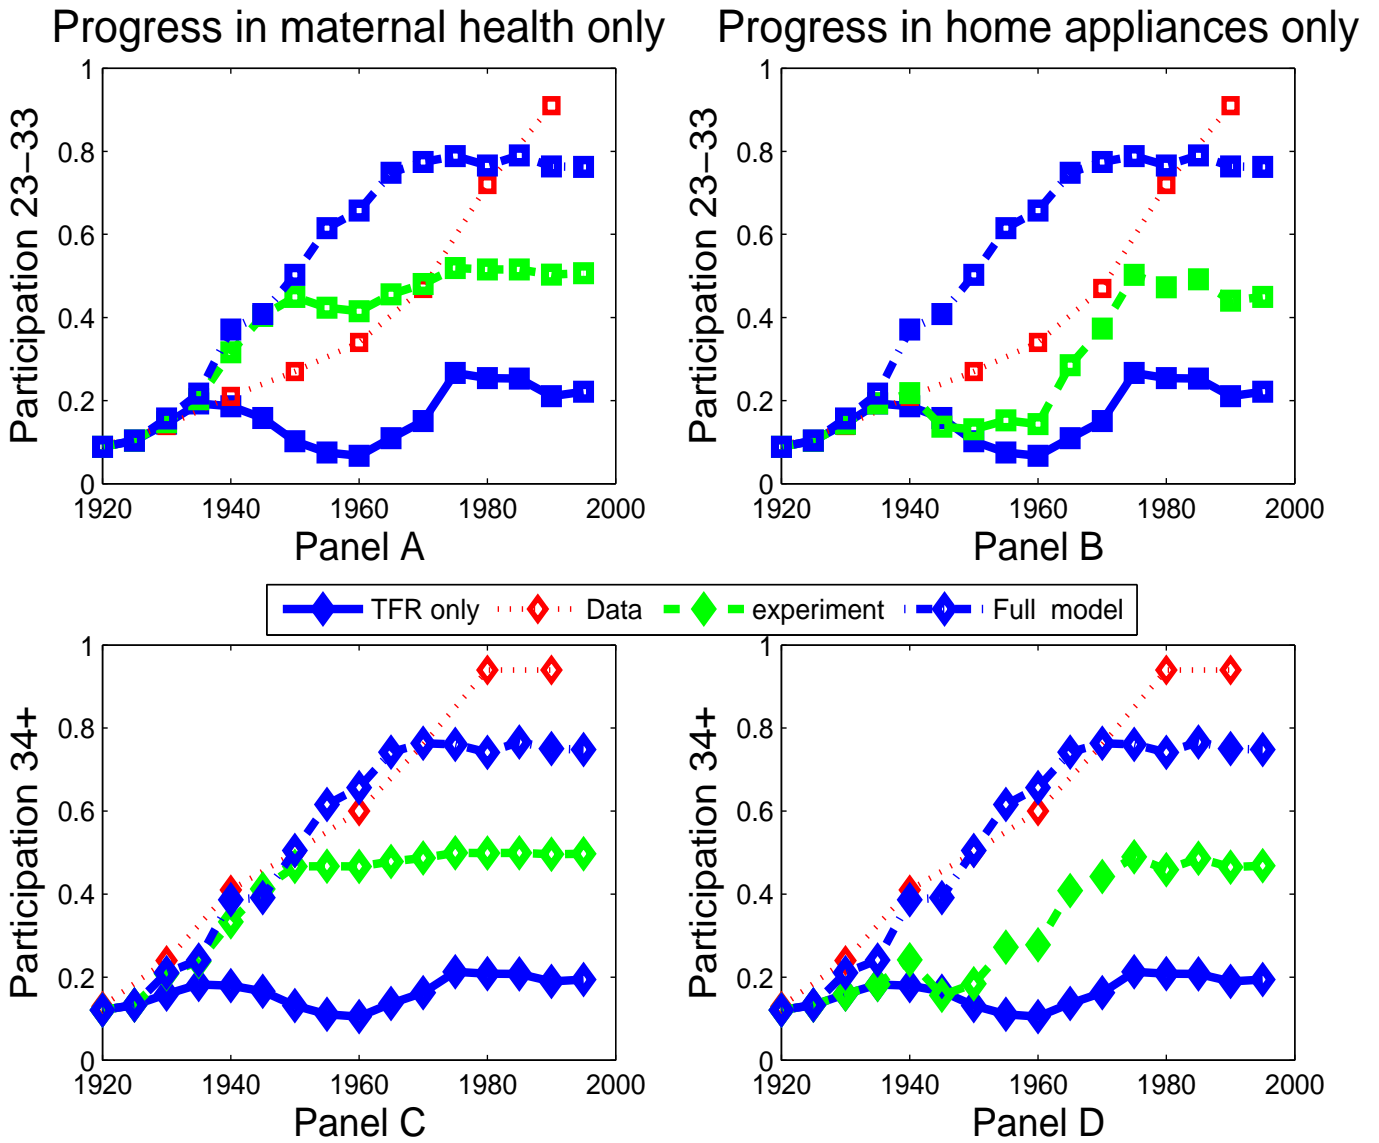 Progress in maternal health only
Progress in home appliances only
Participation 23–33
1
0.8
0.6
0.4
0.2
0
1920 1940 1960 1980 2000
Panel A
Participation 23–33
1
0.8
0.6
0.4
0.2
0
1920 1940 1960 1980 2000
Panel B
TFR only Data experiment Full model
Participation 34+
1
0.8
0.6
0.4
0.2
0
1920 1940 1960 1980 2000
Panel C
Participation 34+
1
0.8
0.6
0.4
0.2
0
1920 1940 1960 1980 2000
Panel D